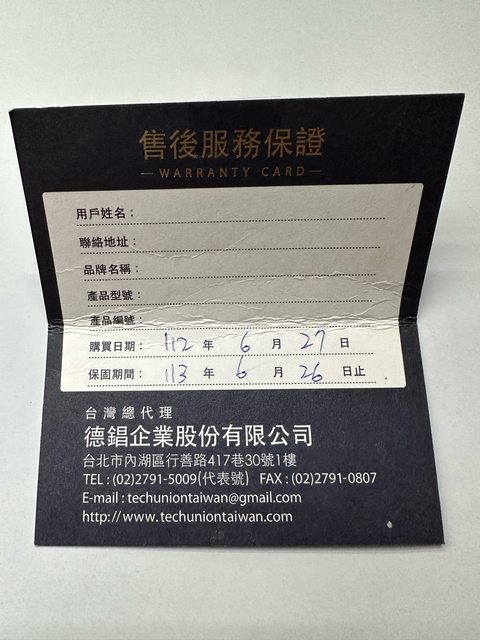 售後服務保證
WARRANTY CARD
用戶姓名：
聯絡地址：
品牌名稱：
產品型號：
產品編號：
購買日期： 112 年 6 月 27 日
保固期間： 113 年 6 月 26 日止
台灣總代理
德錩企業股份有限公司
台北市內湖區行善路417巷30號1樓
TEL : (02)2791-5009(代表號) FAX : (02)2791-0807
E-mail : techuniontaiwan@gmail.com
http://www.techuniontaiwan.com